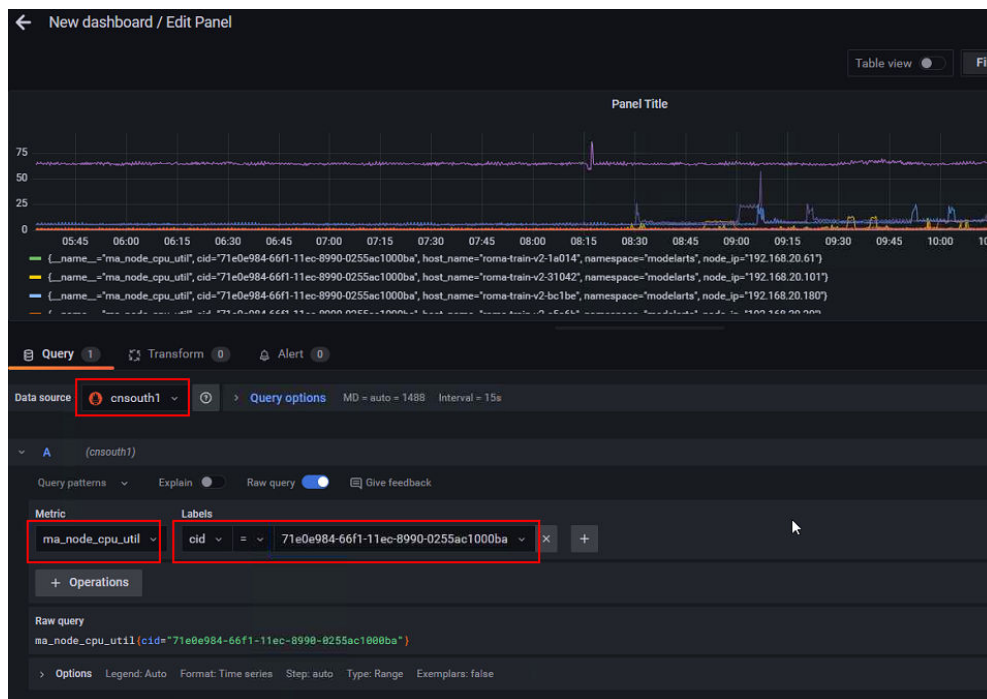 New dashboard / Edit Panel
Table view
Fi
Panel Title
75
50
25
0
05:45 06:00 06:15 06:30 06:45 07:00 07:15 07:30 07:45 08:00 08:15 08:30 08:45 09:00 09:15 09:30 09:45 10:00 10
{__name__="ma_node_cpu_util", cid="71e0e984-66f1-11ec-8990-0255ac1000ba", host_name="roma-train-v2-1a014", namespace="modelarts", node_ip="192.168.20.61"}
{__name__="ma_node_cpu_util", cid="71e0e984-66f1-11ec-8990-0255ac1000ba", host_name="roma-train-v2-31042", namespace="modelarts", node_ip="192.168.20.101"}
{__name__="ma_node_cpu_util", cid="71e0e984-66f1-11ec-8990-0255ac1000ba", host_name="roma-train-v2-bc1be", namespace="modelarts", node_ip="192.168.20.180"}
Query 1 Transform 0 Alert 0
Data source cnsouth1 > Query options MD = auto = 1488 Interval = 15s
A (cnsouth1)
Query patterns Explain Raw query Give feedback
Metric Labels
ma_node_cpu_util cid = 71e0e984-66f1-11ec-8990-0255ac1000ba × +
+ Operations
Raw query
ma_node_cpu_util{cid="71e0e984-66f1-11ec-8990-0255ac1000ba"}
> Options Legend: Auto Format: Time series Step: auto Type: Range Exemplars: false